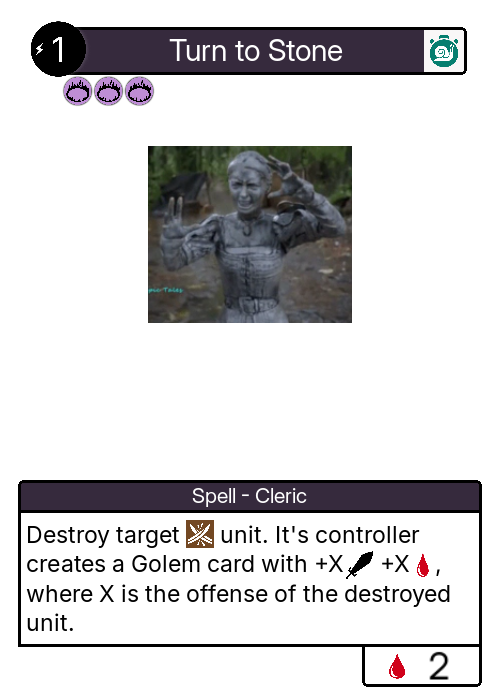 1
Turn to Stone
Spell - Cleric
Destroy target unit. It's controller
creates a Golem card with +X +X ,
where X is the offense of the destroyed
unit.
2